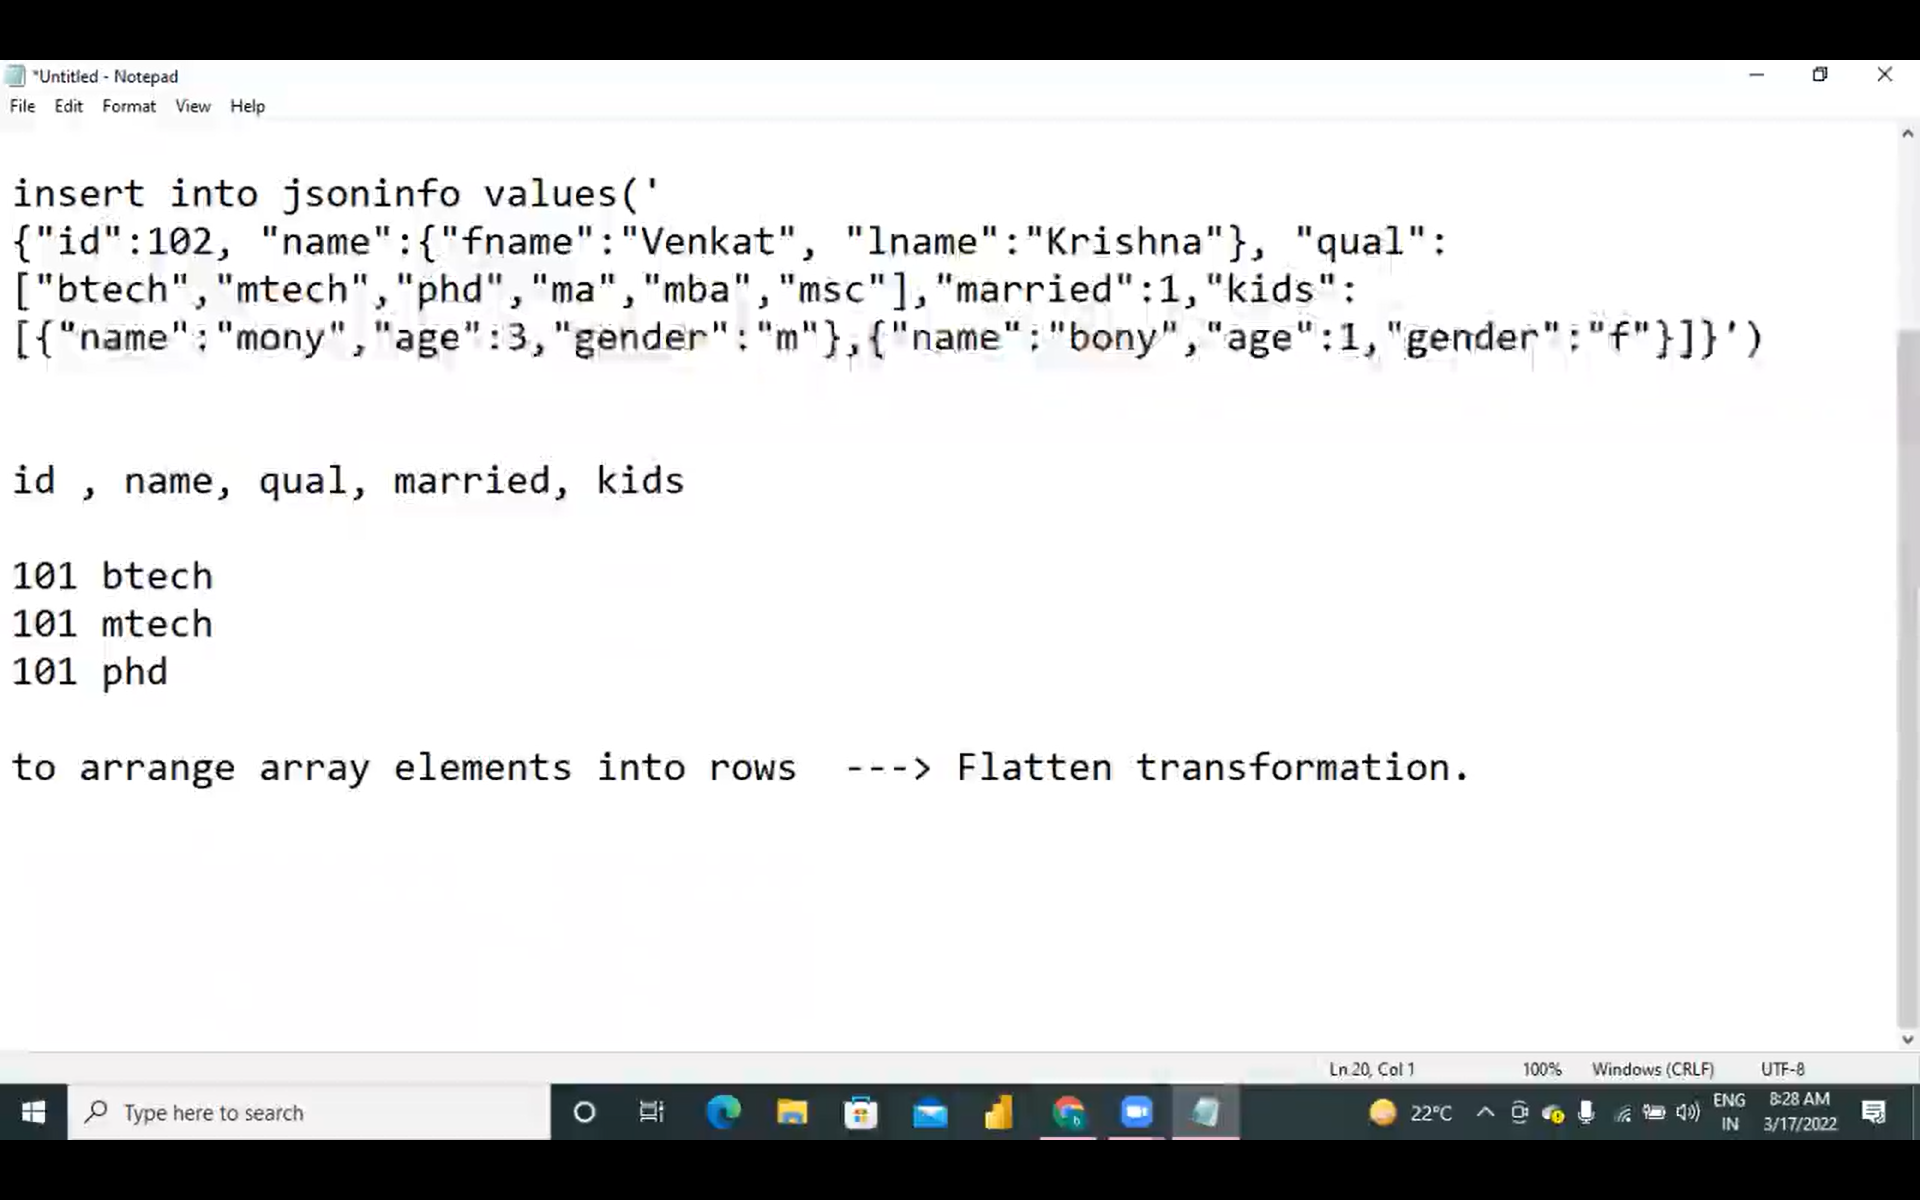 *Untitled - Notepad
File Edit Format View Help
insert into jsoninfo values('
{"id":102, "name":{"fname":"Venkat", "lname":"Krishna"}, "qual":
["btech","mtech","phd","ma","mba","msc"],"married":1,"kids":
[{"name":"mony","age":3,"gender":"m"},{"name":"bony","age":1,"gender":"f"}]}')
id , name, qual, married, kids
101 btech
101 mtech
101 phd
to arrange array elements into rows ---> Flatten transformation.
Ln 20, Col 1 100% Windows (CRLF) UTF-8
Type here to search
22°C
ENG
IN
8:28 AM
3/17/2022